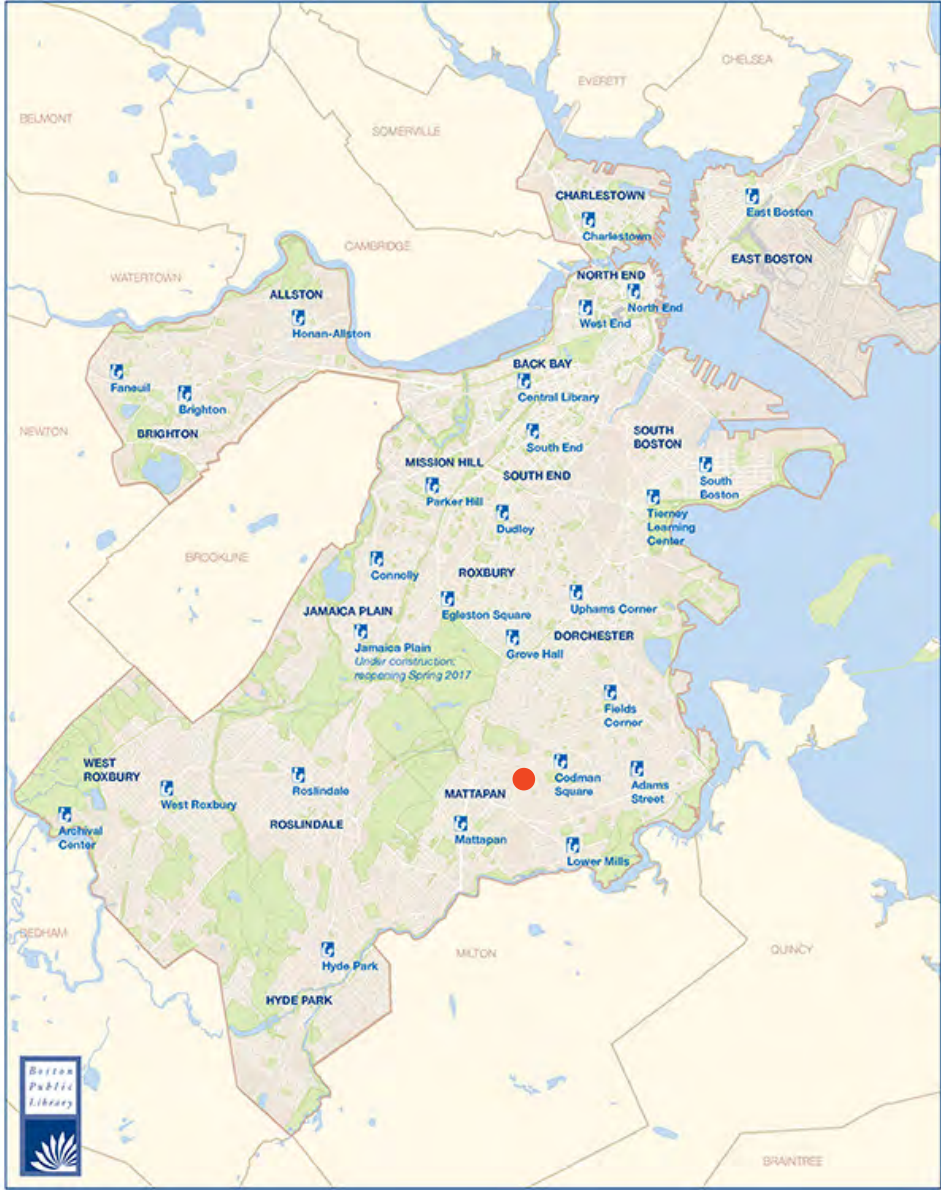 CHELSEA
EVERETT
BELMONT
SOMERVILLE
CHARLESTOWN
East Boston
Charlestown
CAMBRIDGE
EAST BOSTON
WATERTOWN
NORTH END
ALLSTON
North End
West End
Honan-Allston
BACK BAY
Faneuil
Central Library
Brighton
NEWTON
BRIGHTON
SOUTH
BOSTON
South End
MISSION HILL
SOUTH END
South
Boston
Parker Hill
Tierney
Learning
Center
Dudley
BROOKLINE
Connolly
ROXBURY
JAMAICA PLAIN
Egleston Square
Uphams Corner
DORCHESTER
Jamaica Plain
Under construction;
reopening Spring 2017
Grove Hall
Fields
Corner
WEST
ROXBURY
Codman
Square
Adams
Street
West Roxbury
Roslindale
MATTAPAN
Archival
Center
ROSLINDALE
Mattapan
Lower Mills
DEDHAM
MILTON
QUINCY
Hyde Park
HYDE PARK
Boston
Public
Library
BRAINTREE